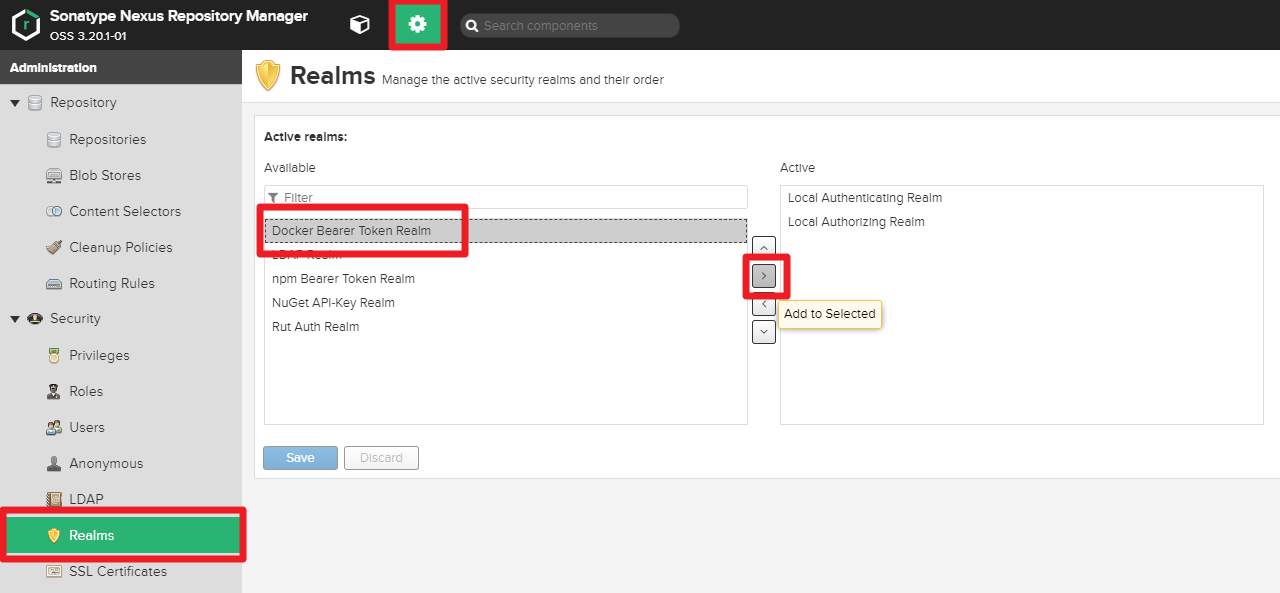 Sonatype Nexus Repository Manager
OSS 3.20.1-01
Search components
Administration
Repository
Repositories
Blob Stores
Content Selectors
Cleanup Policies
Routing Rules
Security
Privileges
Roles
Users
Anonymous
LDAP
Realms
SSL Certificates
Realms Manage the active security realms and their order
Active realms:
Available
Filter
Docker Bearer Token Realm
LDAP Realm
npm Bearer Token Realm
NuGet API-Key Realm
Rut Auth Realm
Add to Selected
Active
Local Authenticating Realm
Local Authorizing Realm
Save
Discard